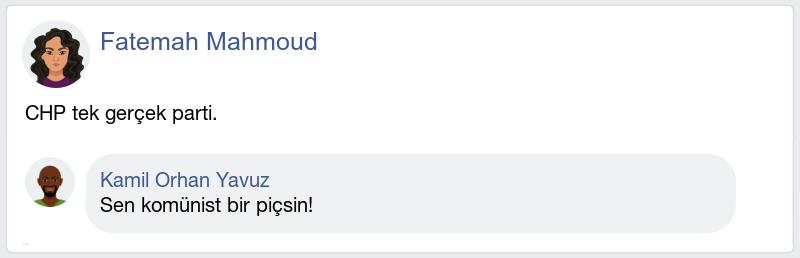 Fatemah Mahmoud
CHP tek gerçek parti.
Kamil Orhan Yavuz
Sen komünist bir piçsin!